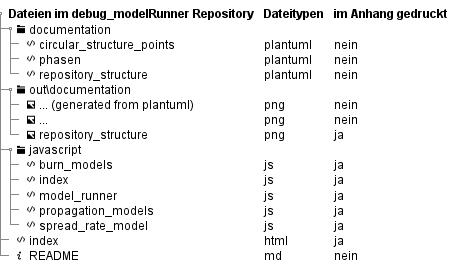 Dateien im debug_modelRunner Repository Dateitypen im Anhang gedruckt
documentation
circular_structure_points plantuml nein
phasen plantuml nein
repository_structure plantuml nein
out\documentation
... (generated from plantuml) png nein
... png nein
repository_structure png ja
javascript
burn_models js ja
index js ja
model_runner js ja
propagation_models js ja
spread_rate_model js ja
index html ja
README md nein